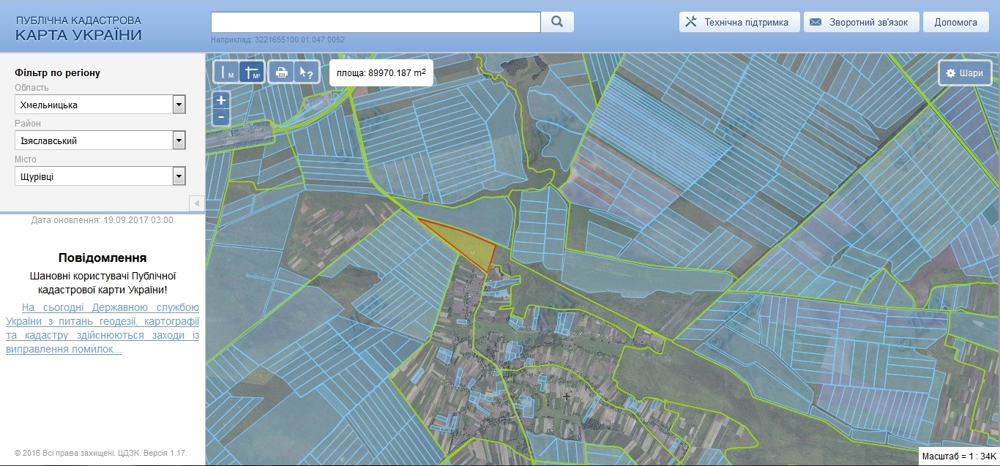 ПУБЛІЧНА КАДАСТРОВА
КАРТА УКРАЇНИ
Наприклад: 3221655100:01:047:0052
Технічна підтримка
Зворотний зв'язок
Допомога
Фільтр по регіону
Область
Хмельницька
Район
Ізяславський
Місто
Щурівці
Дата оновлення: 19.09.2017 03:00
Повідомлення
Шановні користувачі Публічної
кадастрової карти України!
На сьогодні Державною службою
України з питань геодезії, картографії
та кадастру здійснюються заходи із
виправлення помилок...
© 2016 Всі права захищені. ЦДЗК. Версія 1.17.
м
м²
?
площа: 89970.187 m²
Шари
+
-
Масштаб = 1 : 34K